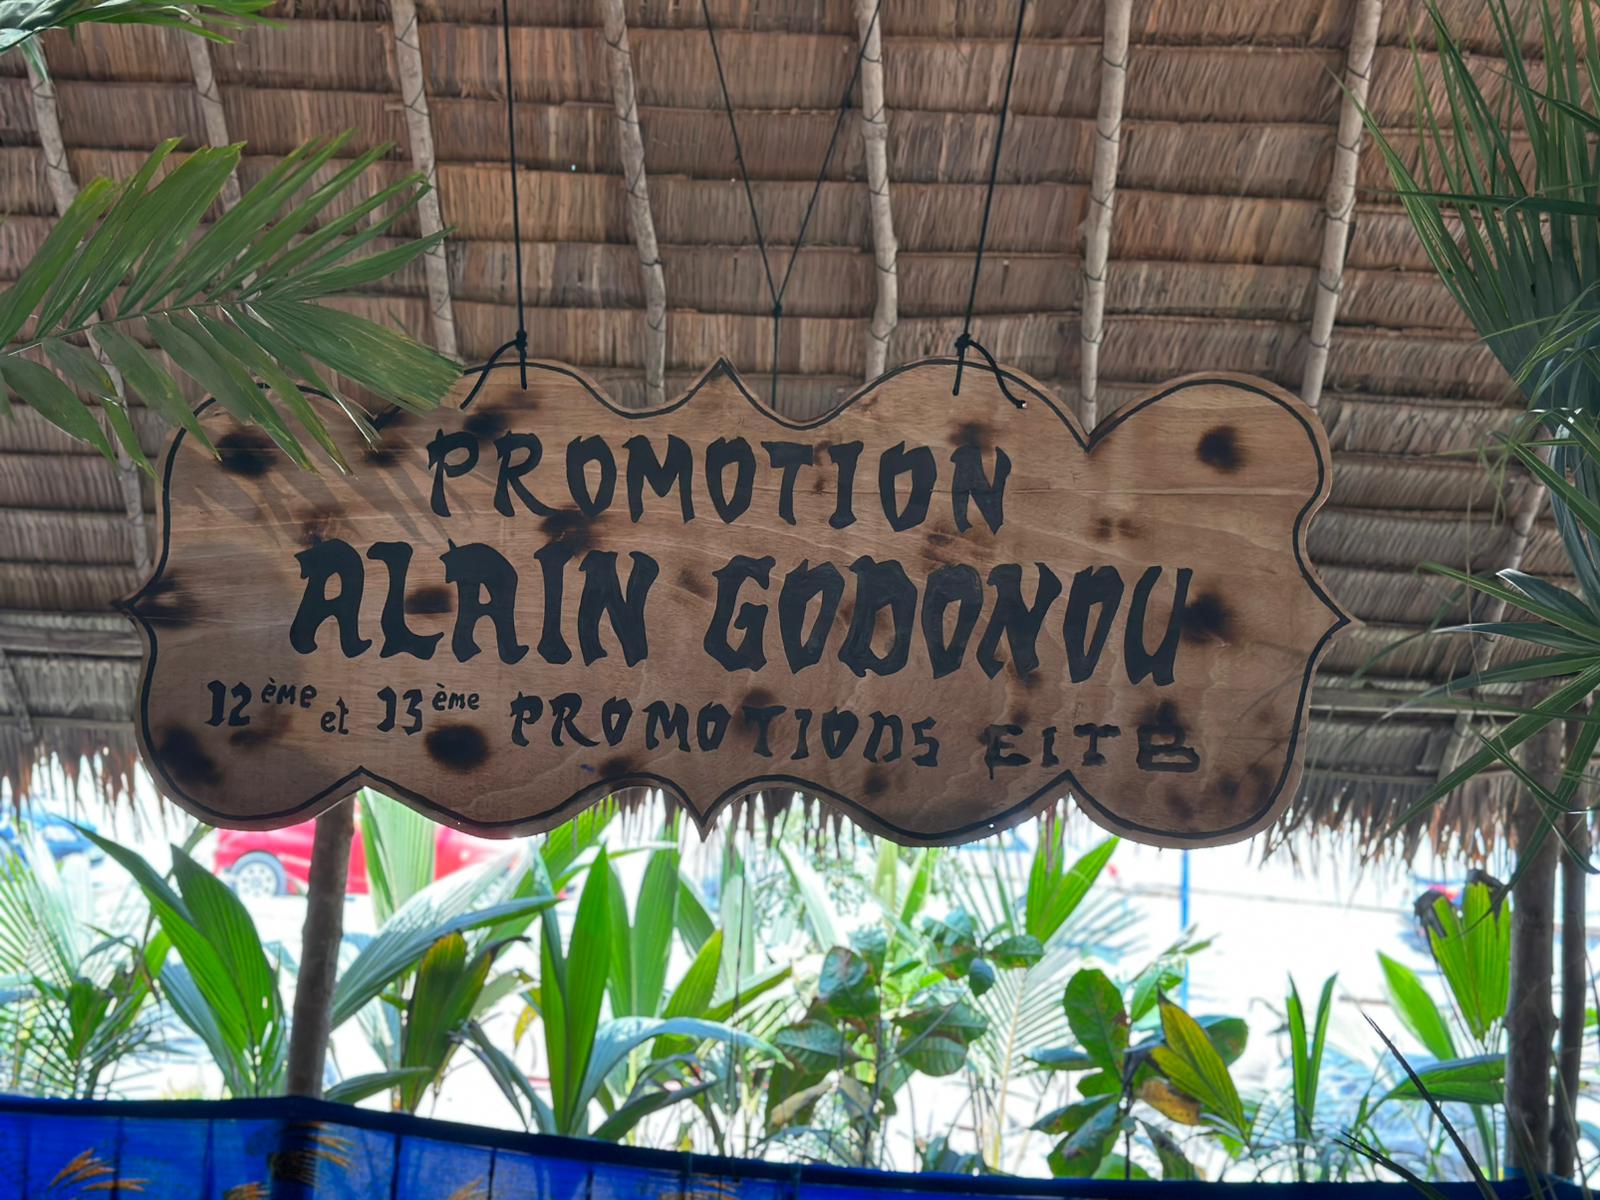 PROMOTION
ALAIN GODONOU
12ème et 13ème PROMOTIONS EITB